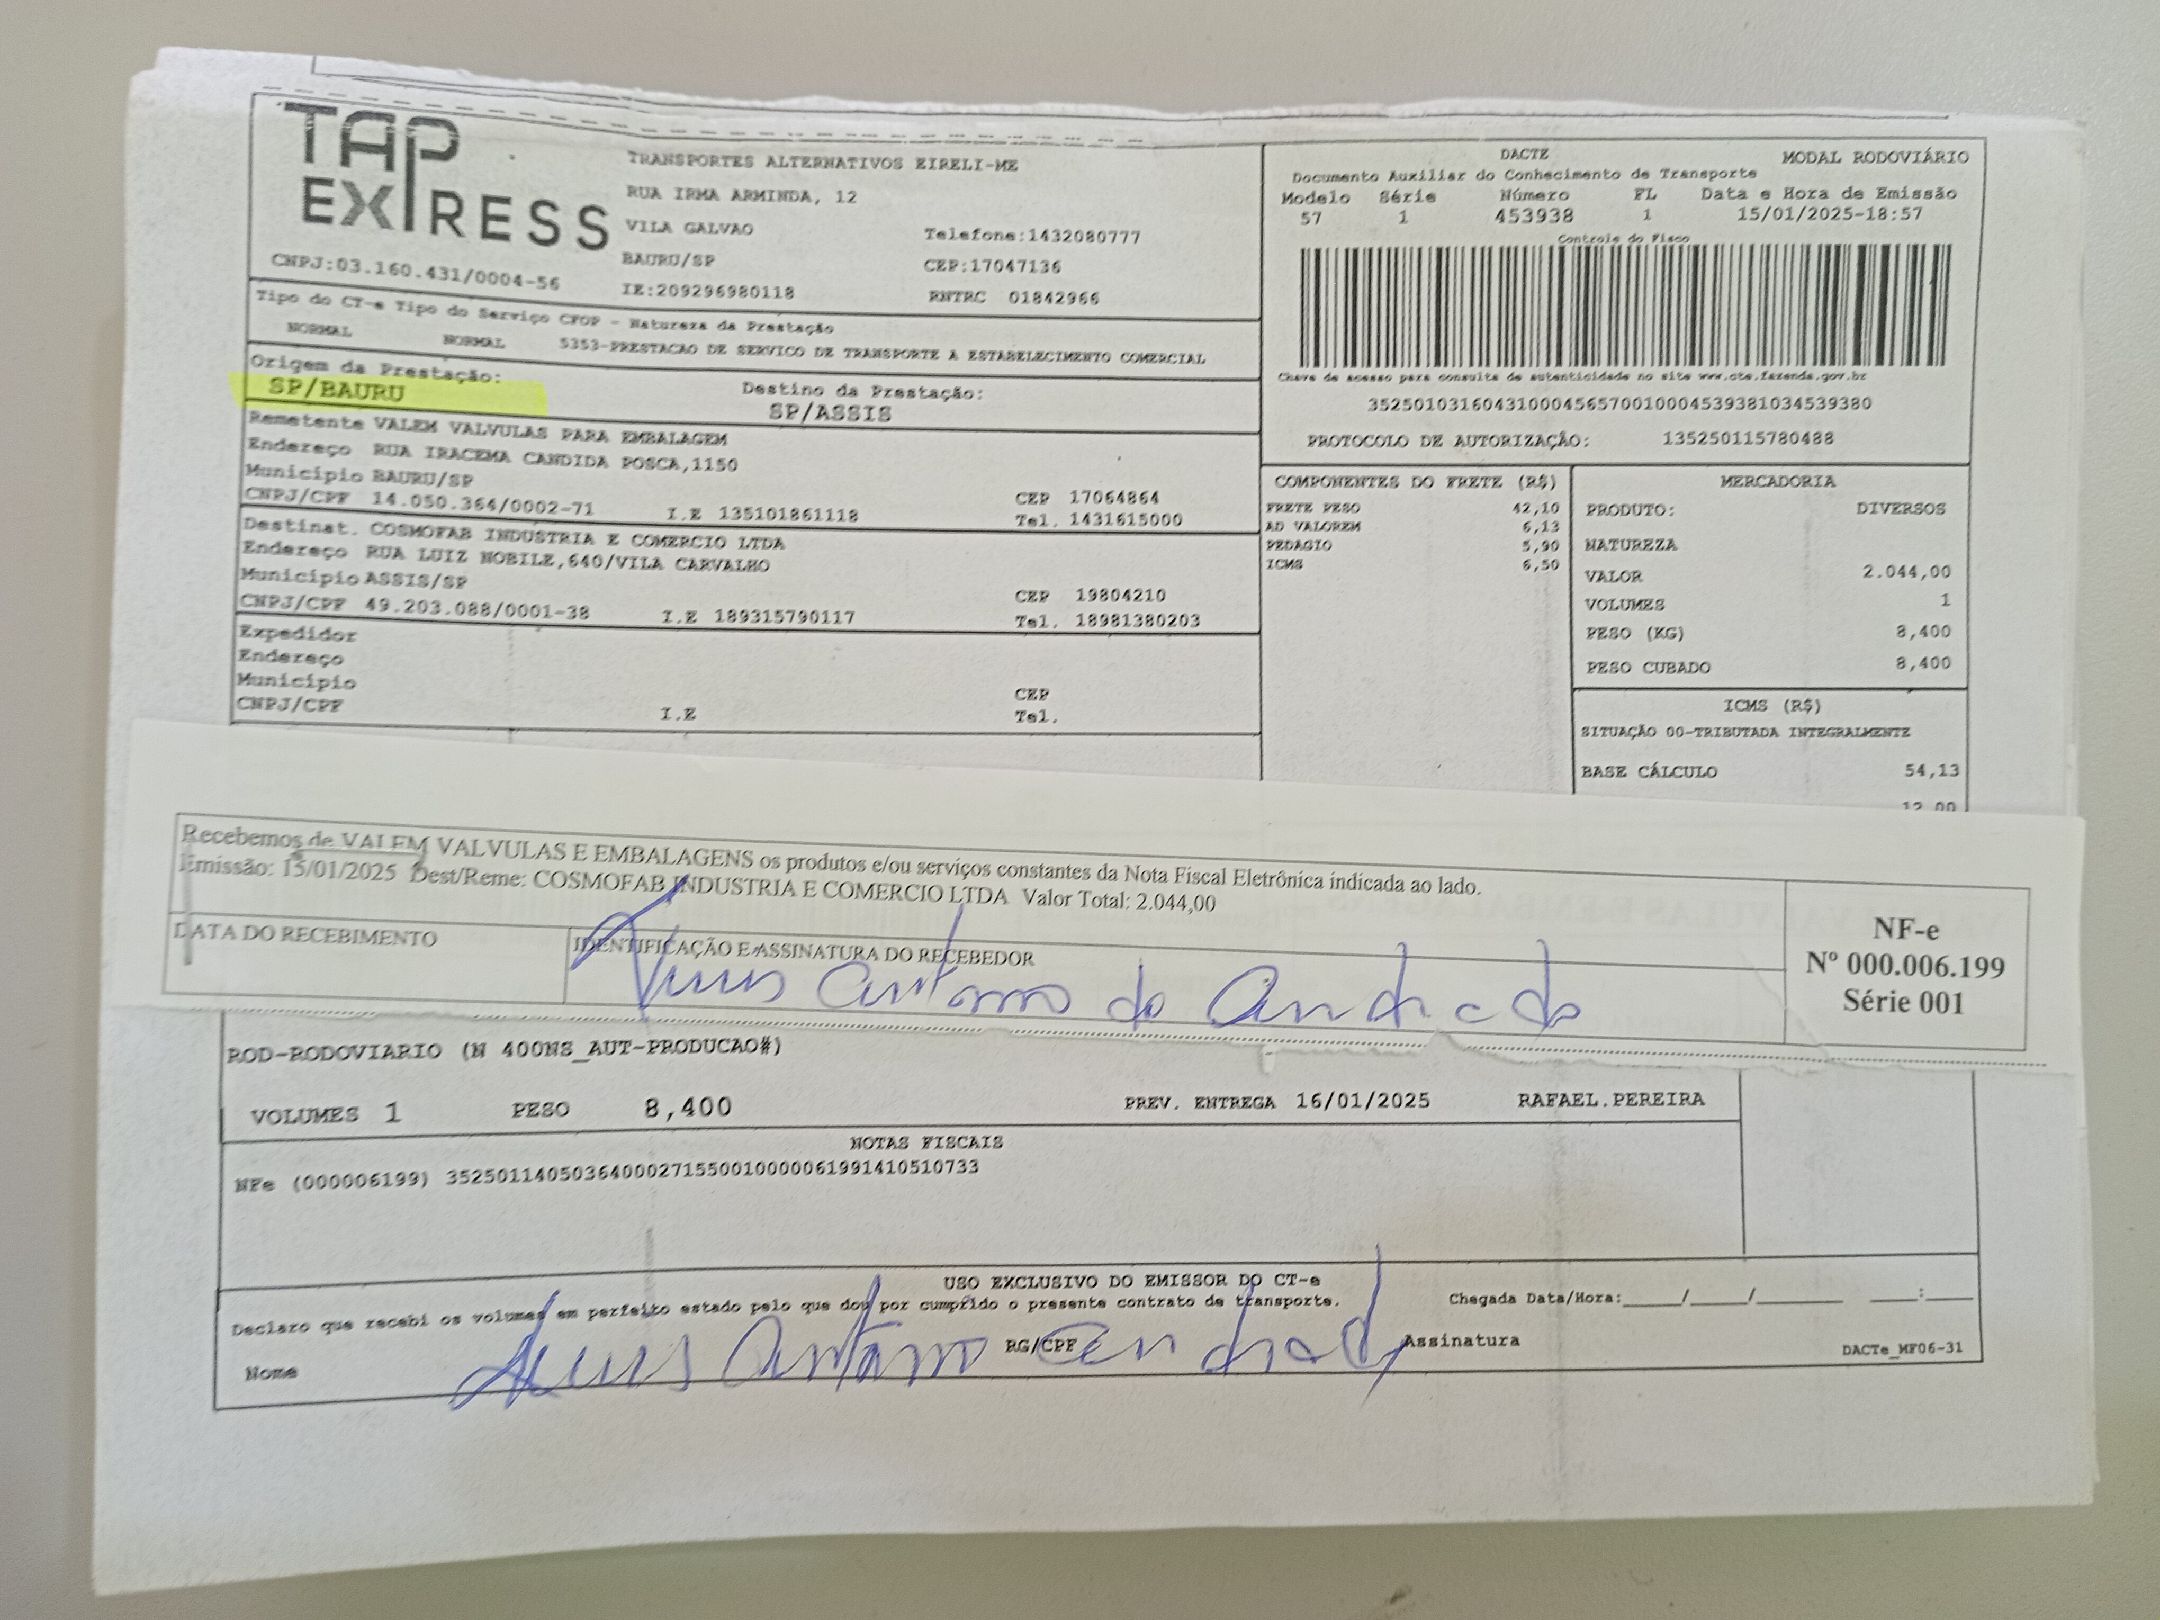 TAP
EXPRESS
CNPJ:03.160.431/0004-56
TRANSPORTES ALTERNATIVOS EIRELI-ME
RUA IRMA ARMINDA, 12
VILA GALVAO
Telefone:1432080777
BAURU/SP
CEP:17047136
IE:209296980118
RNTRC 01842966
DACTE
MODAL RODOVIÁRIO
Documento Auxiliar do Conhecimento de Transporte
Modelo Série Número FL Data e Hora de Emissão
57 1 453938 1 15/01/2025-18:57
Controle do Fisco
Chave de acesso para consulta de autenticidade no site www.cte.fazenda.gov.br
35250103160431000456570010004539381034539380
PROTOCOLO DE AUTORIZAÇÃO: 135250115780488
Tipo do CT-e Tipo do Serviço CFOP - Natureza da Prestação
NORMAL NORMAL 5353-PRESTACAO DE SERVICO DE TRANSPORTE A ESTABELECIMENTO COMERCIAL
Origem da Prestação:
SP/BAURU
Destino da Prestação:
SP/ASSIS
Remetente VALEM VALVULAS PARA EMBALAGEM
Endereço RUA IRACEMA CANDIDA POSCA,1150
Município BAURU/SP
CEP 17064864
CNPJ/CPF 14.050.364/0002-71 I.E 135101861118 Tel. 1431615000
Destinat. COSMOFAB INDUSTRIA E COMERCIO LTDA
Endereço RUA LUIZ NOBILE,640/VILA CARVALHO
Município ASSIS/SP
CEP 19804210
CNPJ/CPF 49.203.088/0001-38 I.E 189315790117 Tel. 18981380203
Expedidor
Endereço
Município
CEP
CNPJ/CPF I.E Tel.
COMPONENTES DO FRETE (R$)
FRETE PESO 42,10
AD VALOREM 6,13
PEDAGIO 5,90
ICMS 6,50
MERCADORIA
PRODUTO: DIVERSOS
NATUREZA
VALOR 2.044,00
VOLUMES 1
PESO (KG) 8,400
PESO CUBADO 8,400
ICMS (R$)
SITUAÇÃO 00-TRIBUTADA INTEGRALMENTE
BASE CÁLCULO 54,13
12,00
Recebemos de VALEM VALVULAS E EMBALAGENS os produtos e/ou serviços constantes da Nota Fiscal Eletrônica indicada ao lado.
Emissão: 15/01/2025 Dest/Reme: COSMOFAB INDUSTRIA E COMERCIO LTDA Valor Total: 2.044,00
DATA DO RECEBIMENTO
IDENTIFICAÇÃO E ASSINATURA DO RECEBEDOR
Antonio de Andrade
NF-e
Nº 000.006.199
Série 001
ROD-RODOVIARIO (N 400NS_AUT-PRODUCAO#)
VOLUMES 1 PESO 8,400 PREV. ENTREGA 16/01/2025 RAFAEL.PEREIRA
NOTAS FISCAIS
NFe (000006199) 35250114050364000271550010000061991410510733
USO EXCLUSIVO DO EMISSOR DO CT-e
Declaro que recebi os volumes em perfeito estado pelo que dou por cumprido o presente contrato de transporte.
Chegada Data/Hora:____/____/________ ____:____
Nome Antonio Andrade RG/CPF Assinatura
DACTe_MF06-31